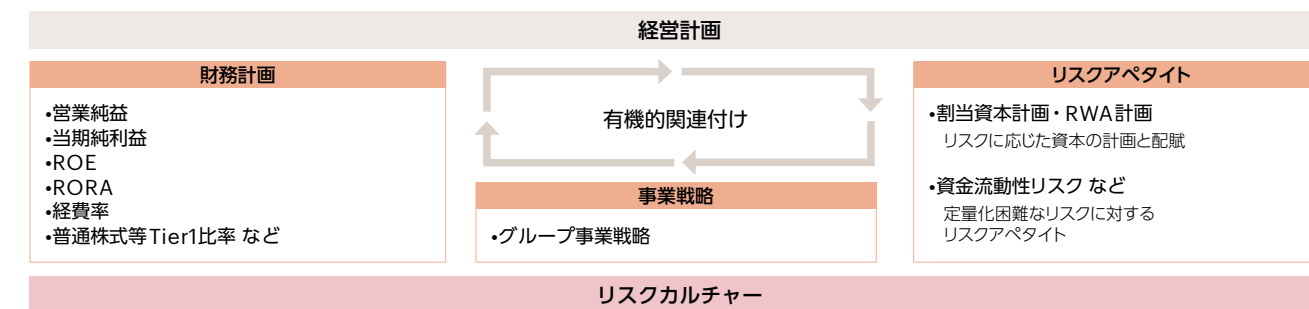 経営計画
財務計画
•営業純益
•当期純利益
•ROE
•RORA
•経費率
•普通株式等Tier1比率 など
有機的関連付け
事業戦略
•グループ事業戦略
リスクアペタイト
•割当資本計画・RWA計画
リスクに応じた資本の計画と配賦
•資金流動性リスク など
定量化困難なリスクに対する
リスクアペタイト
リスクカルチャー